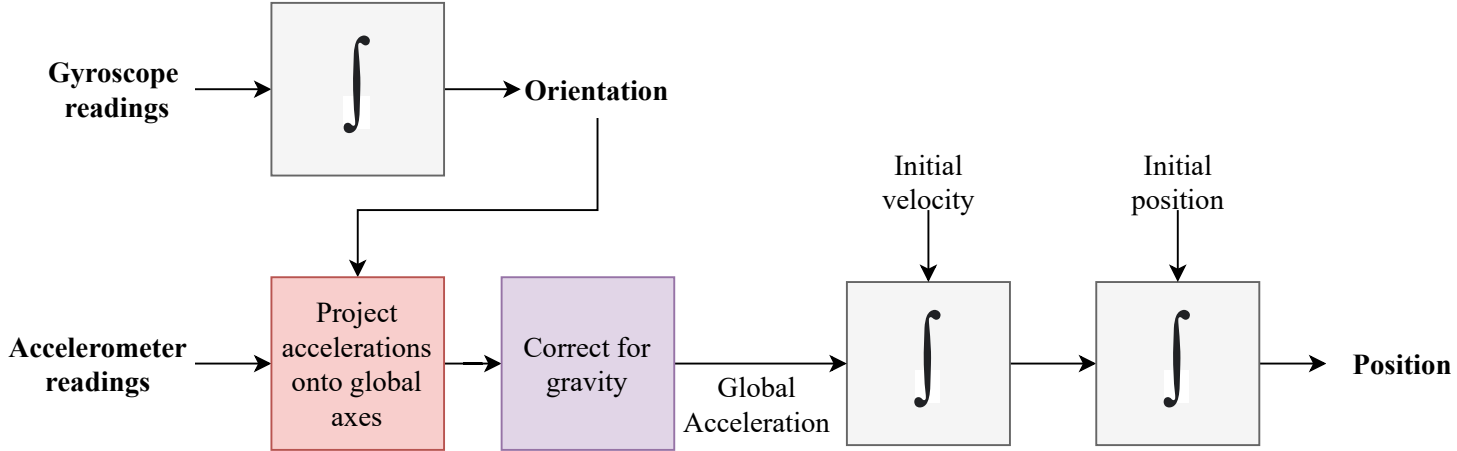 Gyroscope
readings
∫
Orientation
Initial
velocity
Initial
position
Accelerometer
readings
Project
accelerations
onto global
axes
Correct for
gravity
Global
Acceleration
∫
∫
Position